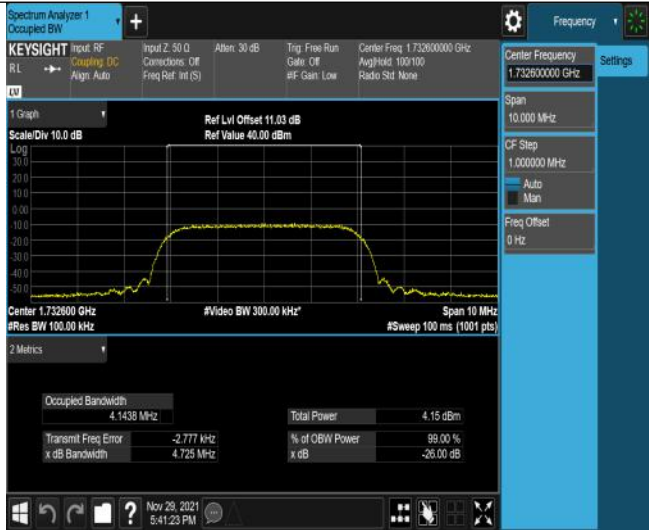 Spectrum Analyzer 1
Occupied BW
Frequency
KEYSIGHT
RL
LV
Input: RF
Coupling: DC
Align: Auto
Input Z: 50 Ω
Corrections: Off
Freq Ref: Int (S)
Atten: 30 dB
Trig: Free Run
Gate: Off
#IF Gain: Low
Center Freq: 1.732600000 GHz
Avg|Hold: 100/100
Radio Std: None
Center Frequency
1.732600000 GHz
Settings
Span
10.000 MHz
CF Step
1.000000 MHz
Auto
Man
Freq Offset
0 Hz
1 Graph
Scale/Div 10.0 dB
Ref Lvl Offset 11.03 dB
Ref Value 40.00 dBm
Log
30.0
20.0
10.0
0.00
-10.0
-20.0
-30.0
-40.0
-50.0
Center 1.732600 GHz
#Res BW 100.00 kHz
#Video BW 300.00 kHz*
Span 10 MHz
#Sweep 100 ms (1001 pts)
2 Metrics
Occupied Bandwidth
4.1438 MHz
Transmit Freq Error -2.777 kHz
x dB Bandwidth 4.725 MHz
Total Power 4.15 dBm
% of OBW Power 99.00 %
x dB -26.00 dB
?
Nov 29, 2021
5:41:23 PM